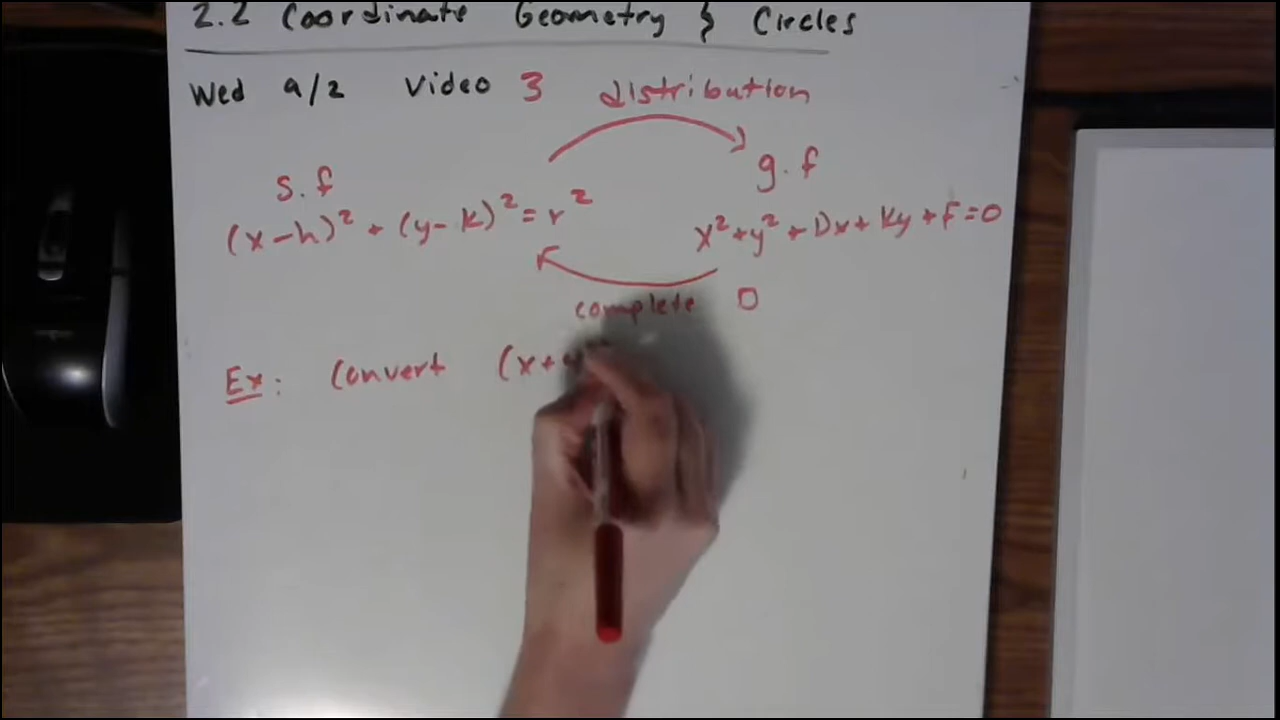 2.2 Coordinate Geometry & Circles
Wed 9/2 Video 3 distribution
s.f g.f
(x-h)² + (y-k)² = r² x² + y² + Dx + Ey + F = 0
complete □
Ex: Convert (x+